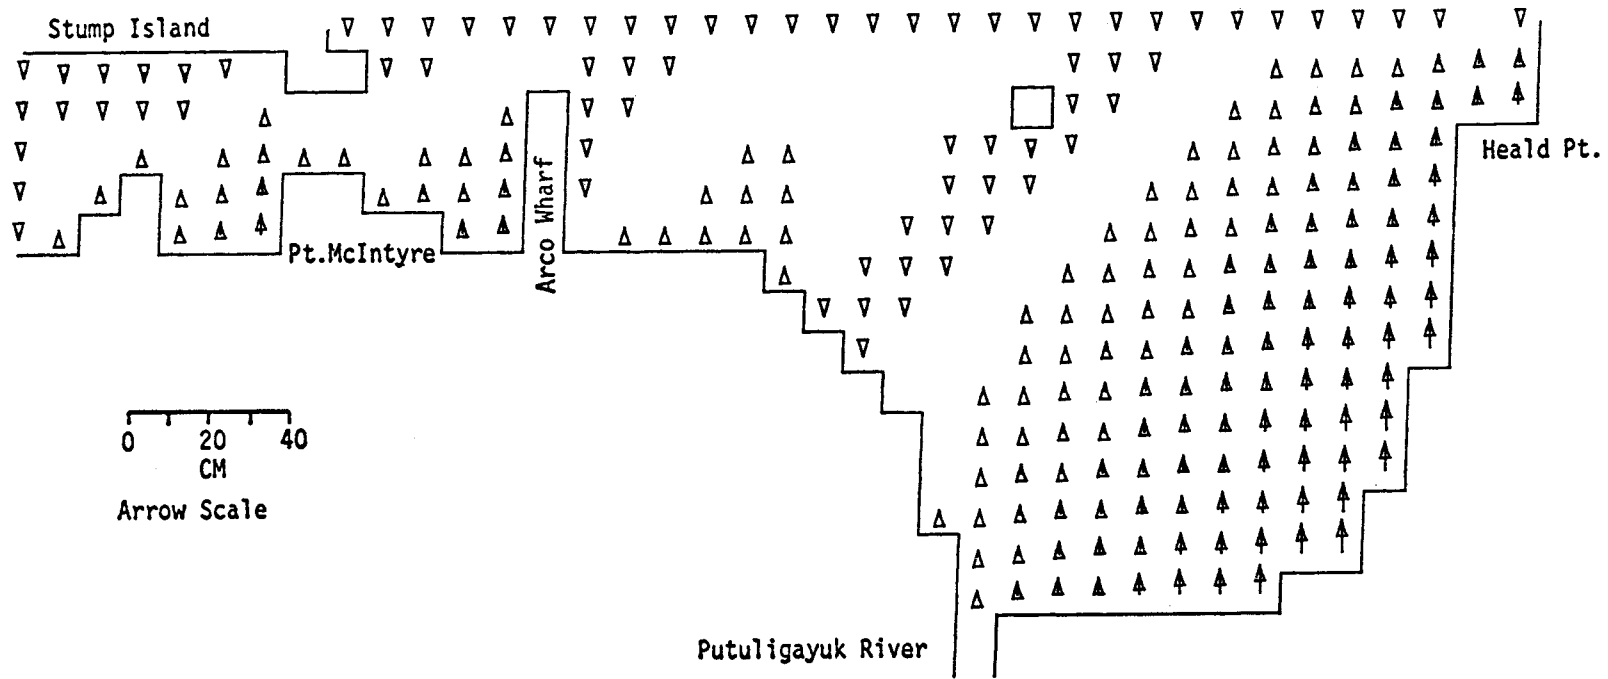 Stump Island
Heald Pt.
Arco Wharf
Pt.McIntyre
0 20 40
CM
Arrow Scale
Putuligayuk River